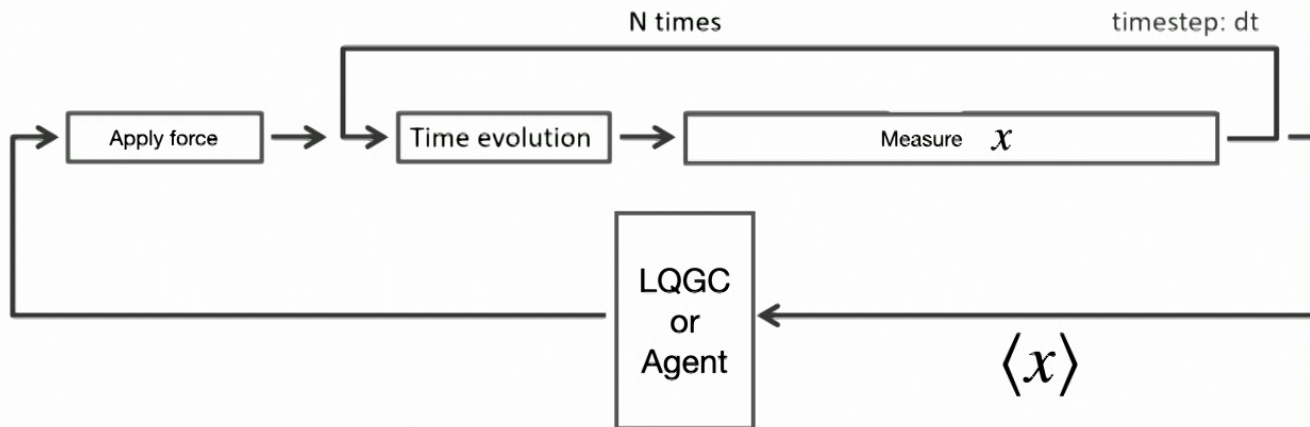 N times
timestep: dt
Apply force
Time evolution
Measure x
LQGC
or
Agent
⟨x⟩